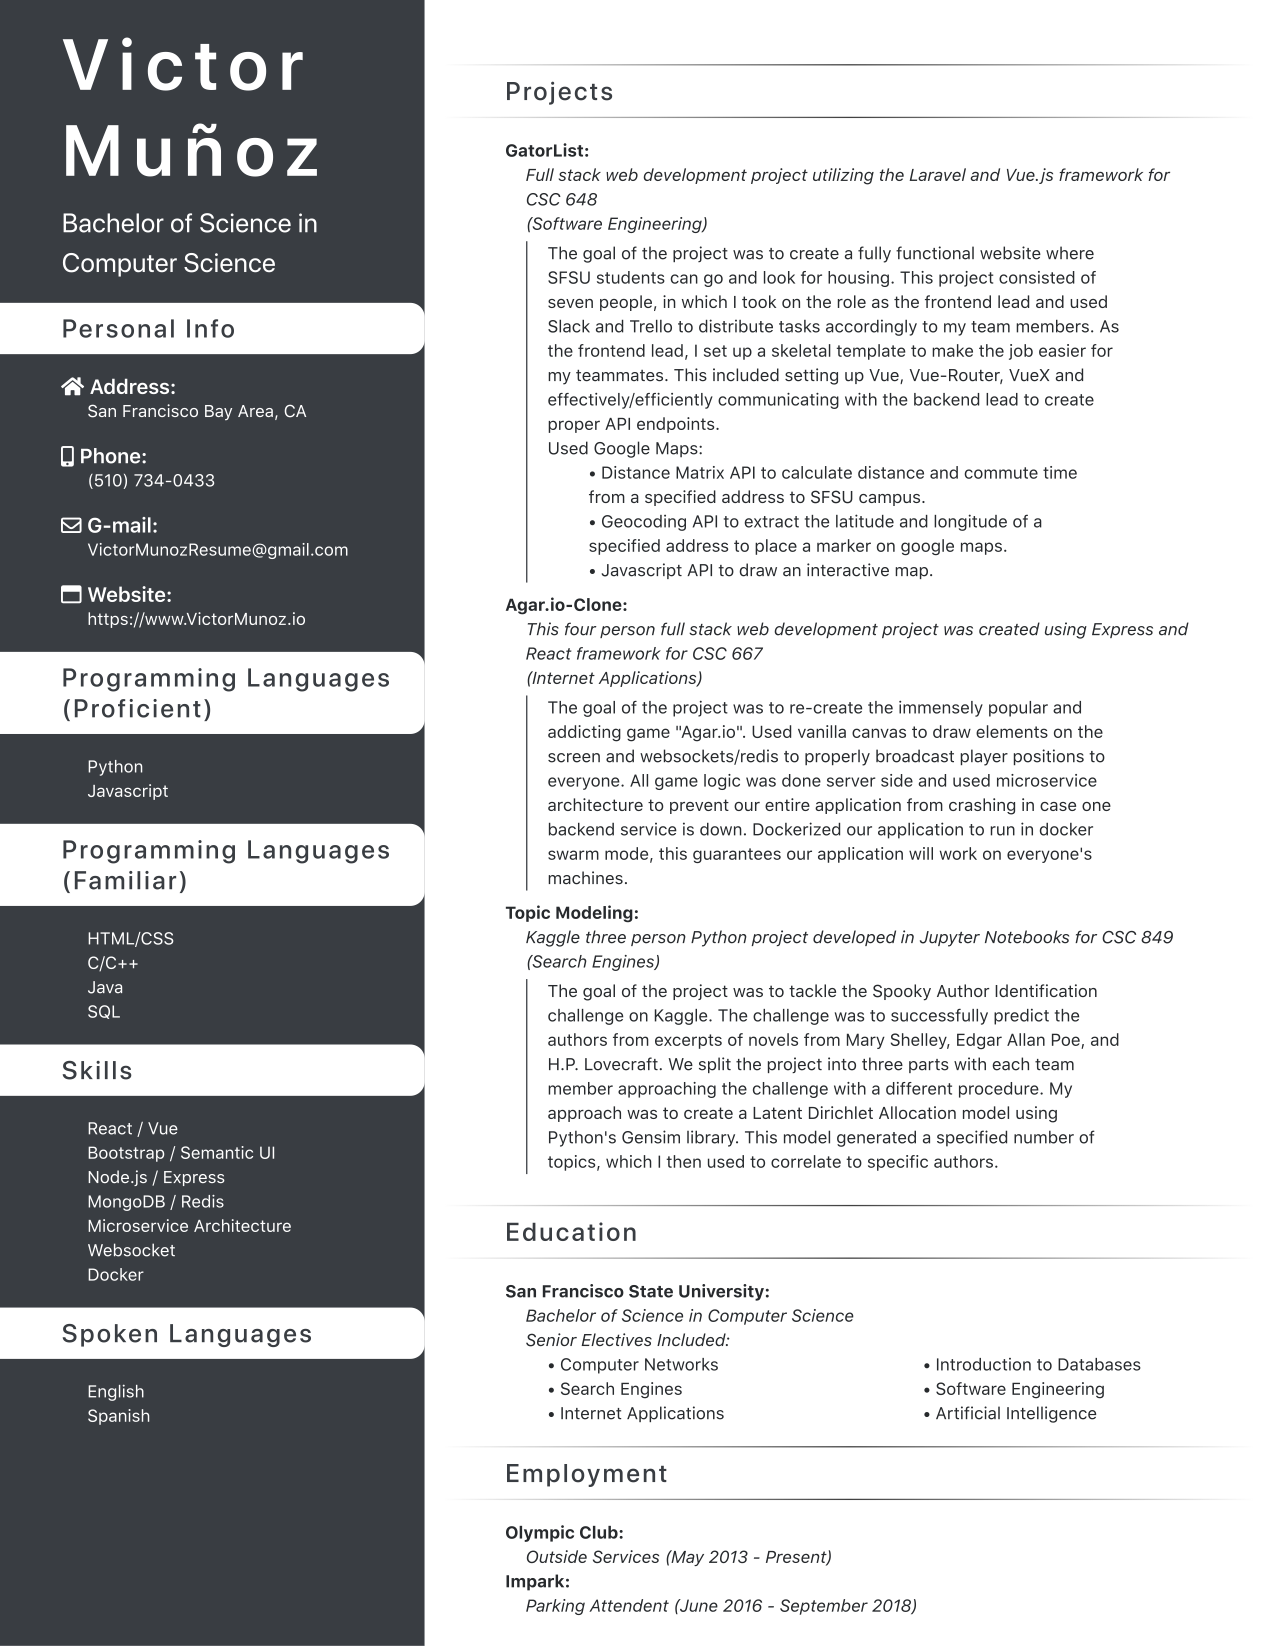 Victor
Muñoz
Bachelor of Science in
Computer Science
Personal Info
Address:
San Francisco Bay Area, CA
Phone:
(510) 734-0433
G-mail:
VictorMunozResume@gmail.com
Website:
https://www.VictorMunoz.io
Programming Languages
(Proficient)
Python
Javascript
Programming Languages
(Familiar)
HTML/CSS
C/C++
Java
SQL
Skills
React / Vue
Bootstrap / Semantic UI
Node.js / Express
MongoDB / Redis
Microservice Architecture
Websocket
Docker
Spoken Languages
English
Spanish
Projects
GatorList:
Full stack web development project utilizing the Laravel and Vue.js framework for
CSC 648
(Software Engineering)
The goal of the project was to create a fully functional website where
SFSU students can go and look for housing. This project consisted of
seven people, in which I took on the role as the frontend lead and used
Slack and Trello to distribute tasks accordingly to my team members. As
the frontend lead, I set up a skeletal template to make the job easier for
my teammates. This included setting up Vue, Vue-Router, VueX and
effectively/efficiently communicating with the backend lead to create
proper API endpoints.
Used Google Maps:
• Distance Matrix API to calculate distance and commute time
from a specified address to SFSU campus.
• Geocoding API to extract the latitude and longitude of a
specified address to place a marker on google maps.
• Javascript API to draw an interactive map.
Agar.io-Clone:
This four person full stack web development project was created using Express and
React framework for CSC 667
(Internet Applications)
The goal of the project was to re-create the immensely popular and
addicting game "Agar.io". Used vanilla canvas to draw elements on the
screen and websockets/redis to properly broadcast player positions to
everyone. All game logic was done server side and used microservice
architecture to prevent our entire application from crashing in case one
backend service is down. Dockerized our application to run in docker
swarm mode, this guarantees our application will work on everyone's
machines.
Topic Modeling:
Kaggle three person Python project developed in Jupyter Notebooks for CSC 849
(Search Engines)
The goal of the project was to tackle the Spooky Author Identification
challenge on Kaggle. The challenge was to successfully predict the
authors from excerpts of novels from Mary Shelley, Edgar Allan Poe, and
H.P. Lovecraft. We split the project into three parts with each team
member approaching the challenge with a different procedure. My
approach was to create a Latent Dirichlet Allocation model using
Python's Gensim library. This model generated a specified number of
topics, which I then used to correlate to specific authors.
Education
San Francisco State University:
Bachelor of Science in Computer Science
Senior Electives Included:
• Computer Networks
• Search Engines
• Internet Applications
• Introduction to Databases
• Software Engineering
• Artificial Intelligence
Employment
Olympic Club:
Outside Services (May 2013 - Present)
Impark:
Parking Attendent (June 2016 - September 2018)